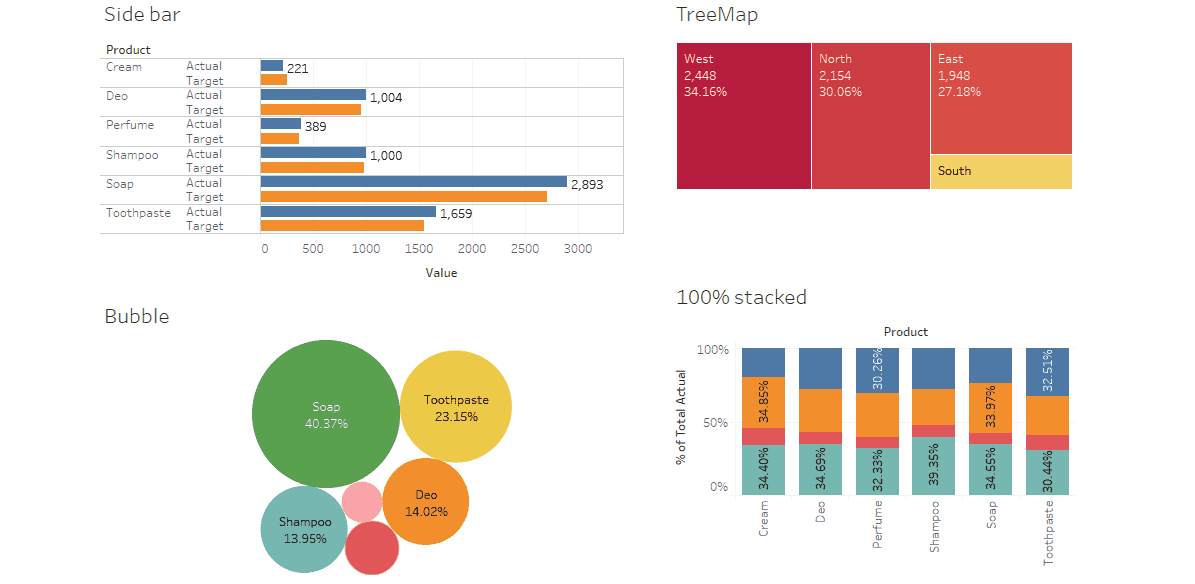 Side bar
Product
Cream Actual 221
Target
Deo Actual 1,004
Target
Perfume Actual 389
Target
Shampoo Actual 1,000
Target
Soap Actual 2,893
Target
Toothpaste Actual 1,659
Target
0 500 1000 1500 2000 2500 3000
Value
TreeMap
West
2,448
34.16%
North
2,154
30.06%
East
1,948
27.18%
South
Bubble
Soap
40.37%
Toothpaste
23.15%
Deo
14.02%
Shampoo
13.95%
100% stacked
Product
% of Total Actual
100%
50%
0%
34.85%
34.40%
34.69%
30.26%
32.33%
39.35%
33.97%
34.55%
32.51%
30.44%
Cream
Deo
Perfume
Shampoo
Soap
Toothpaste